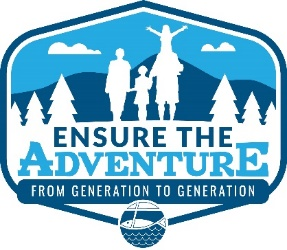 ENSURE THE
ADVENTURE
FROM GENERATION TO GENERATION